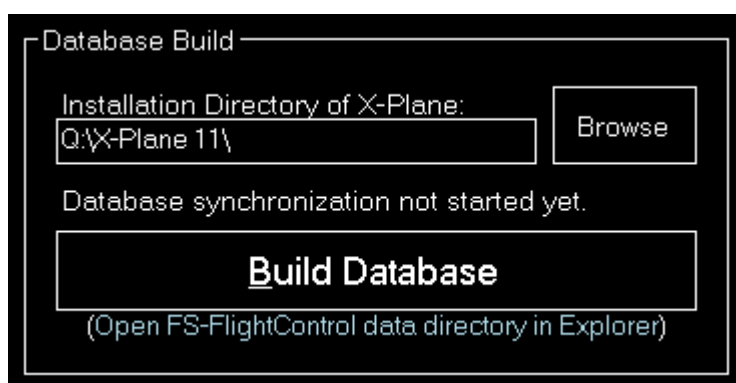 Database Build
Installation Directory of X-Plane:
Q:\X-Plane 11\
Browse
Database synchronization not started yet.
Build Database
(Open FS-FlightControl data directory in Explorer)